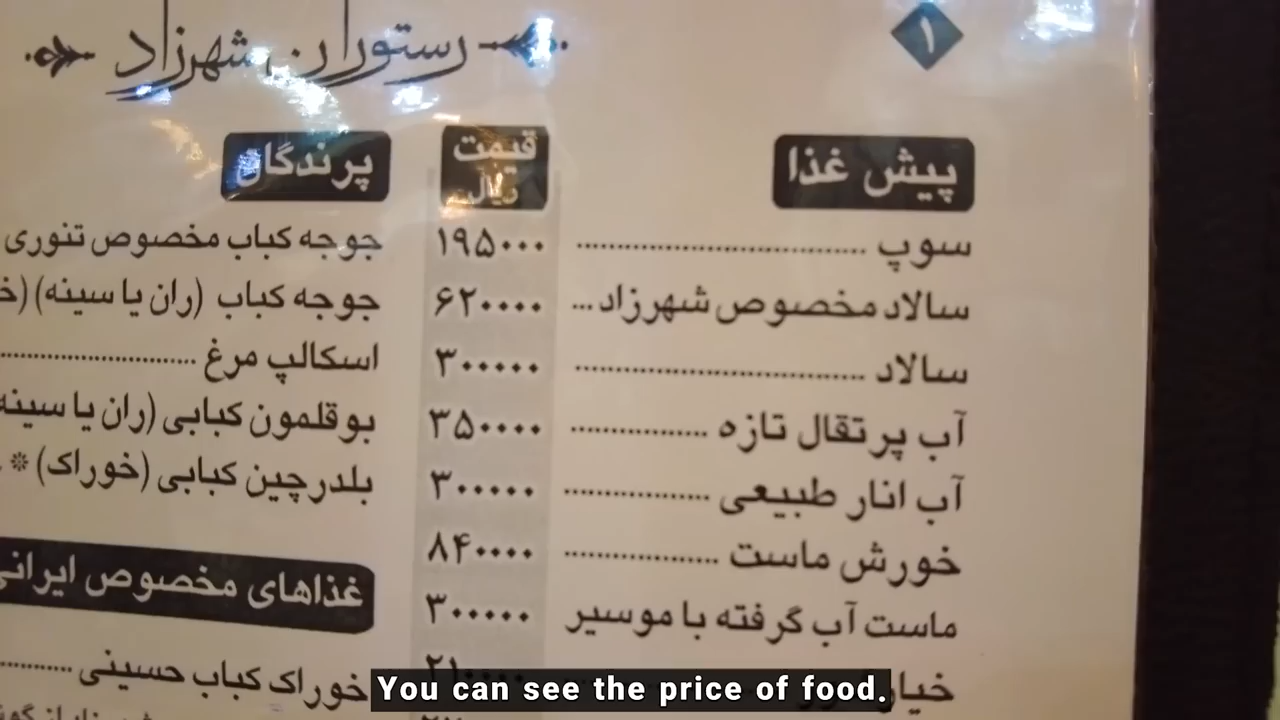 رستوران شهرزاد
۱
پیش غذا
قیمت
ریال
سوپ ۱۹۵۰۰۰
سالاد مخصوص شهرزاد ۶۲۰۰۰۰
سالاد ۳۰۰۰۰۰
آب پرتقال تازه ۳۵۰۰۰۰
آب انار طبیعی ۳۰۰۰۰۰
خورش ماست ۸۴۰۰۰۰
ماست آب گرفته با موسیر ۳۰۰۰۰۰
پرندگان
جوجه کباب مخصوص تنوری
جوجه کباب (ران یا سینه)
اسکالپ مرغ
بوقلمون کبابی (ران یا سینه
بلدرچین کبابی (خوراک) *
غذاهای مخصوص ایرانی
خوراک کباب حسینی
You can see the price of food.